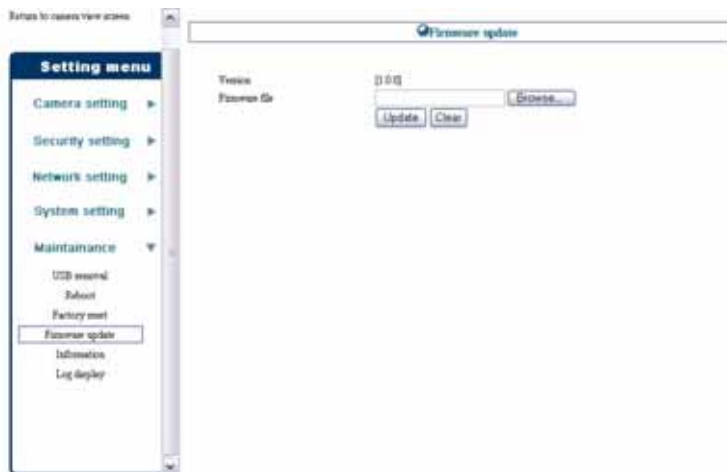 Return to camera view screen
Firmware update
Setting menu
Version [1.0.0]
Camera setting
Firmware file Browse...
Update Clear
Security setting
Network setting
System setting
Maintainance
USB removal
Reboot
Factory reset
Firmware update
Information
Log display